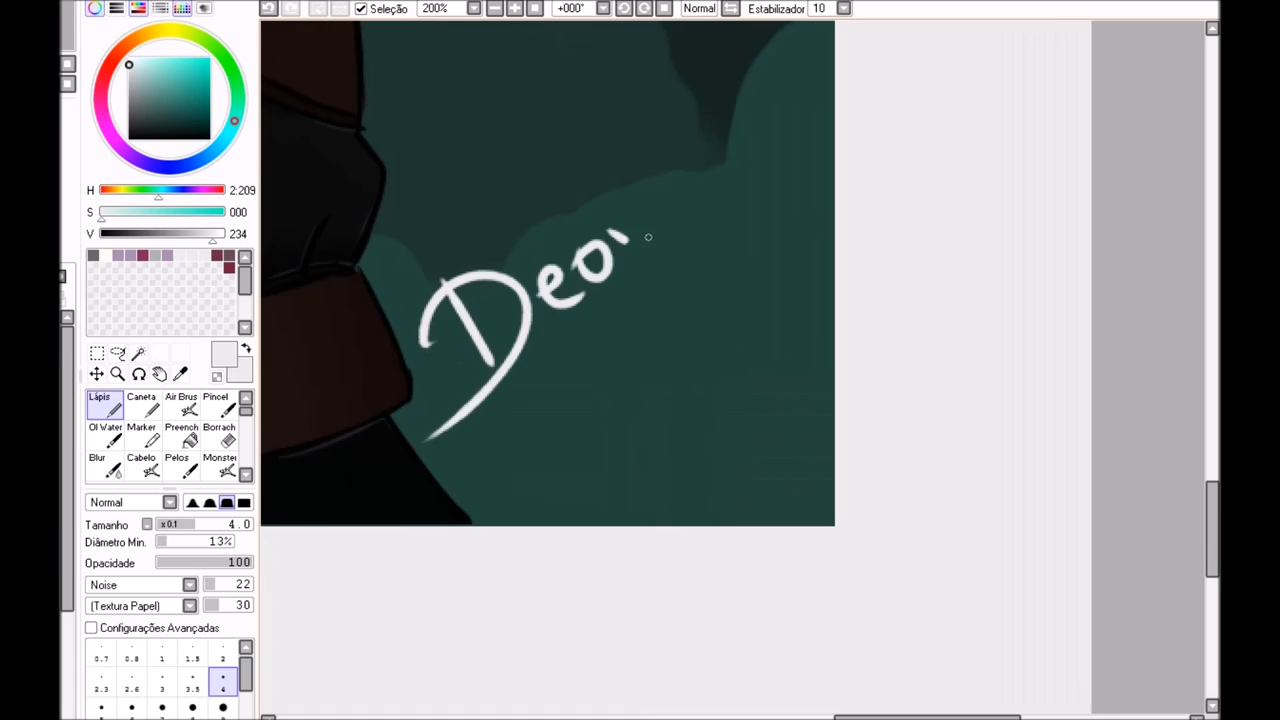 Seleção 200% +000° Normal Estabilizador 10
H 2:209
S 000
V 234
Deo
Lápis Caneta Air Brus Pincel
Ol Water Marker Preench Borrach
Blur Cabelo Pelos Monster
Normal
Tamanho x 0.1 4.0
Diâmetro Min. 13%
Opacidade 100
Noise 22
(Textura Papel) 30
Configurações Avançadas
0.7 0.8 1 1.5 2
2.3 2.6 3 3.5 4